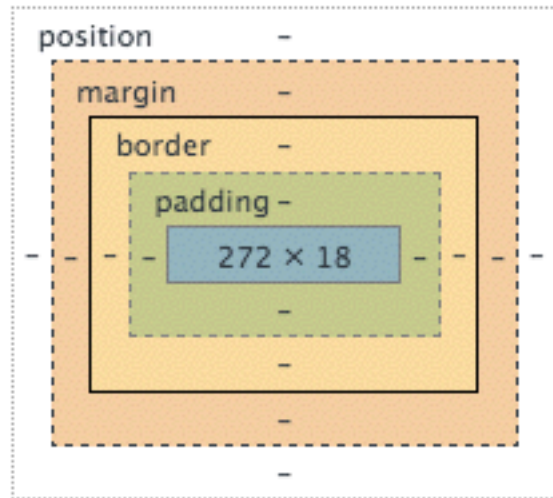 position -
margin -
border -
padding -
- - - - 272 × 18 - - - -
-
-
-
-